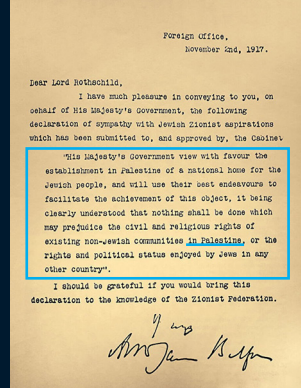 Foreign Office,
November 2nd, 1917.
Dear Lord Rothschild,
I have much pleasure in conveying to you, on
behalf of His Majesty's Government, the following
declaration of sympathy with Jewish Zionist aspirations
which has been submitted to, and approved by, the Cabinet
"His Majesty's Government view with favour the
establishment in Palestine of a national home for the
Jewish people, and will use their best endeavours to
facilitate the achievement of this object, it being
clearly understood that nothing shall be done which
may prejudice the civil and religious rights of
existing non-Jewish communities in Palestine, or the
rights and political status enjoyed by Jews in any
other country".
I should be grateful if you would bring this
declaration to the knowledge of the Zionist Federation.